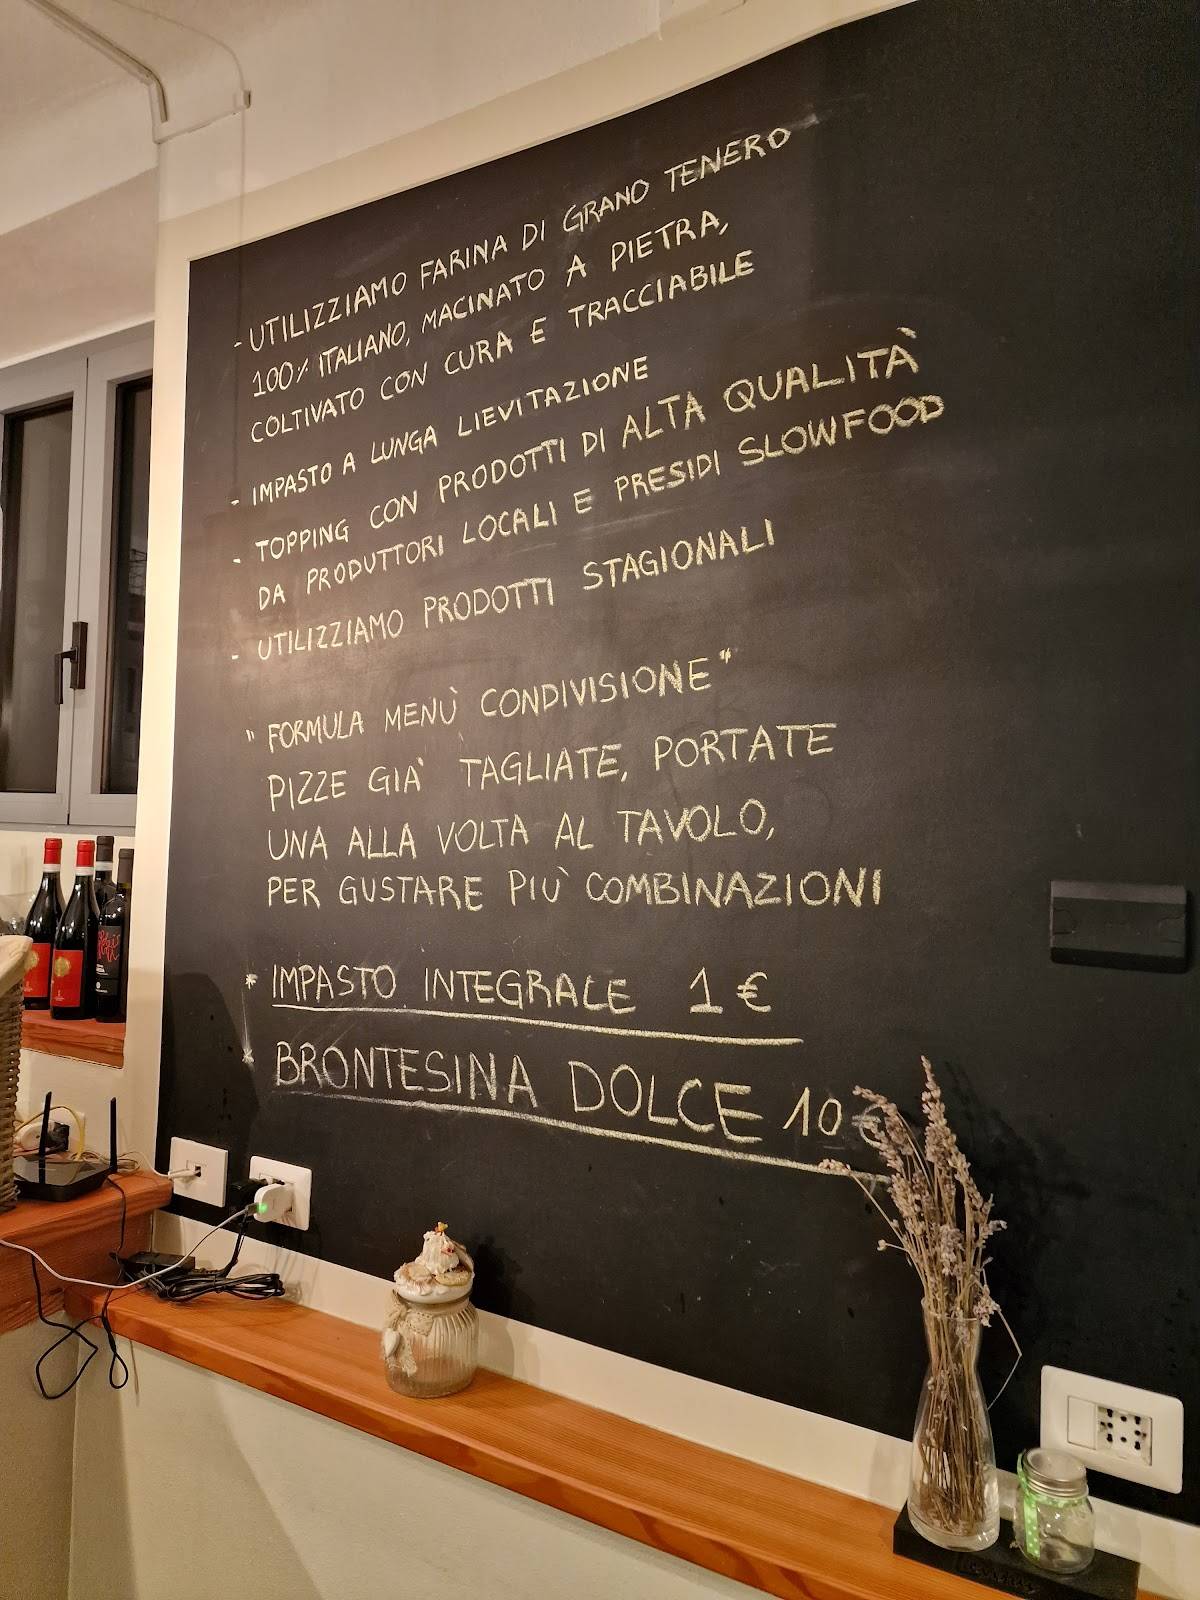 - UTILIZZIAMO FARINA DI GRANO TENERO
100% ITALIANO, MACINATO A PIETRA,
COLTIVATO CON CURA E TRACCIABILE
- IMPASTO A LUNGA LIEVITAZIONE
- TOPPING CON PRODOTTI DI ALTA QUALITÀ
DA PRODUTTORI LOCALI E PRESIDI SLOWFOOD
- UTILIZZIAMO PRODOTTI STAGIONALI
"FORMULA MENÙ CONDIVISIONE"
PIZZE GIÀ TAGLIATE, PORTATE
UNA ALLA VOLTA AL TAVOLO,
PER GUSTARE PIÙ COMBINAZIONI
* IMPASTO INTEGRALE 1 €
* BRONTESINA DOLCE 10 €